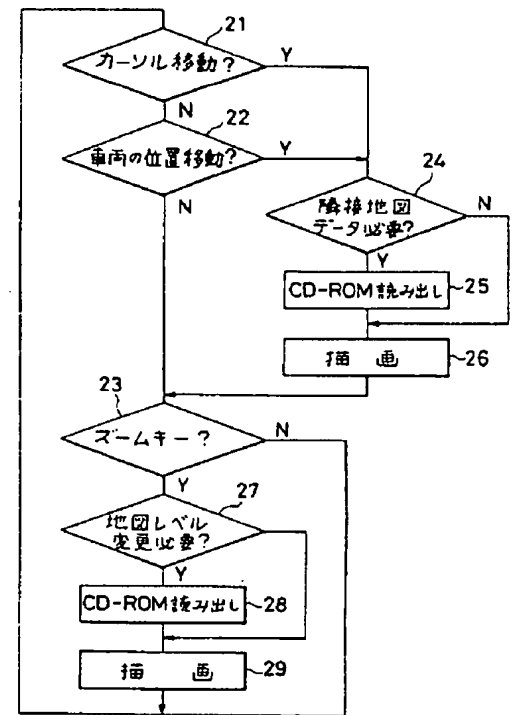 21
カーソル移動?
Y
N
22
車両の位置移動?
Y
N
24
隣接地図
データ必要?
N
Y
CD-ROM読み出し
25
描画
26
23
ズームキー?
N
Y
27
地図レベル
変更必要?
Y
CD-ROM読み出し
28
描画
29